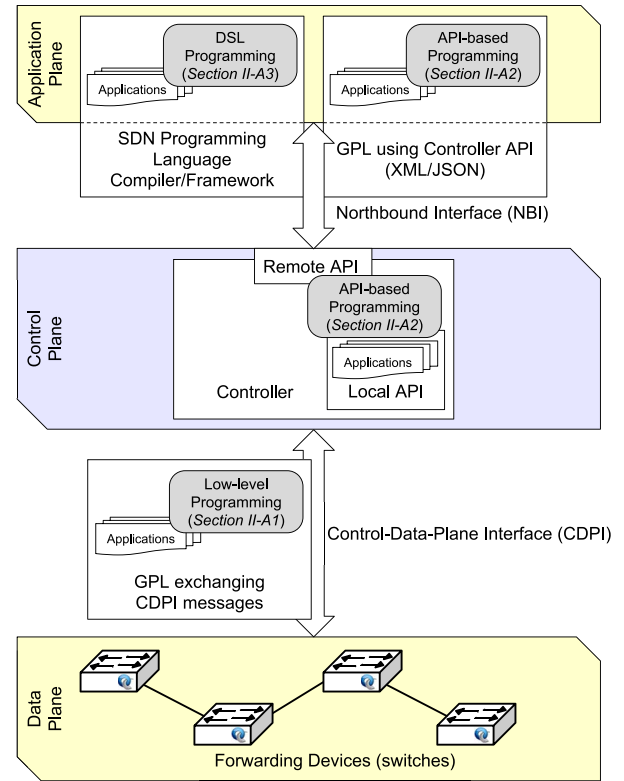 Application
Plane
DSL
Programming
(Section II-A3)
Applications
API-based
Programming
(Section II-A2)
Applications
SDN Programming
Language
Compiler/Framework
GPL using Controller API
(XML/JSON)
Northbound Interface (NBI)
Control
Plane
Remote API
API-based
Programming
(Section II-A2)
Applications
Controller
Local API
Low-level
Programming
(Section II-A1)
Applications
GPL exchanging
CDPI messages
Control-Data-Plane Interface (CDPI)
Data
Plane
Forwarding Devices (switches)